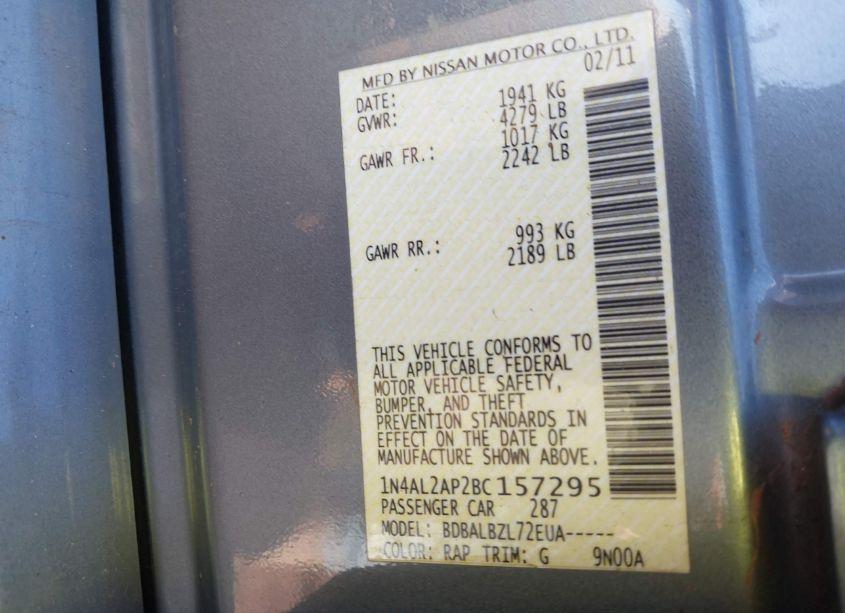 MFD BY NISSAN MOTOR CO., LTD.
DATE: 02/11
GVWR: 1941 KG
4279 LB
GAWR FR.: 1017 KG
2242 LB
GAWR RR.: 993 KG
2189 LB
THIS VEHICLE CONFORMS TO
ALL APPLICABLE FEDERAL
MOTOR VEHICLE SAFETY,
BUMPER, AND THEFT
PREVENTION STANDARDS IN
EFFECT ON THE DATE OF
MANUFACTURE SHOWN ABOVE.
1N4AL2AP2BC157295
PASSENGER CAR 287
MODEL: BDBALBZL72EUA-----
COLOR: RAP TRIM: G 9N00A